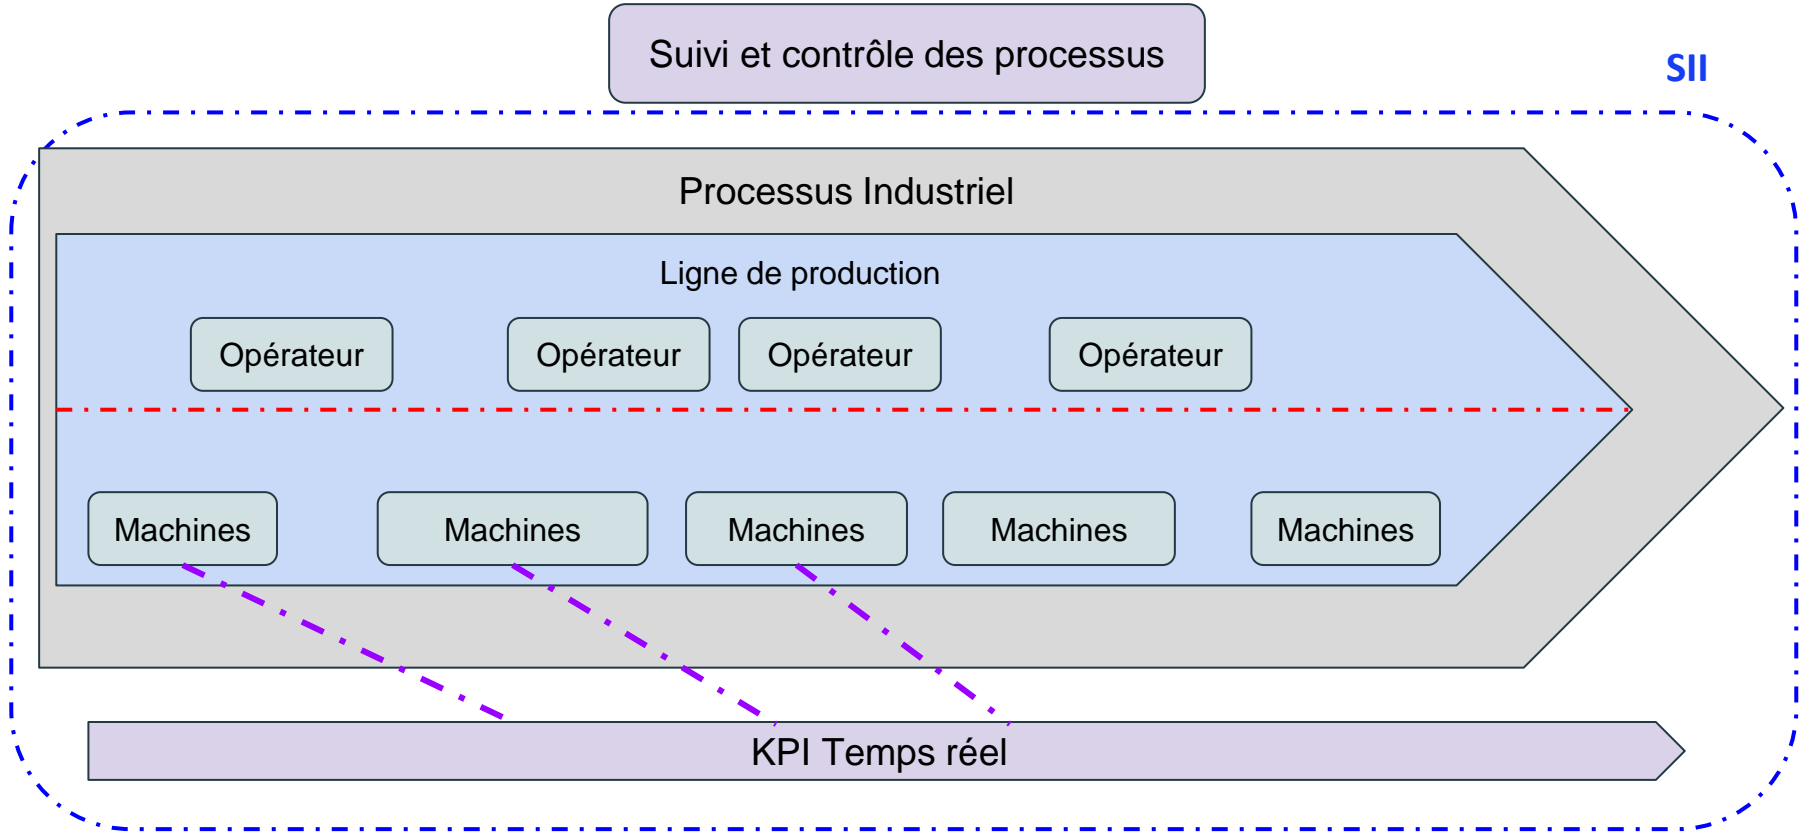 Suivi et contrôle des processus
SII
Processus Industriel
Ligne de production
Opérateur
Opérateur
Opérateur
Opérateur
Machines
Machines
Machines
Machines
Machines
KPI Temps réel